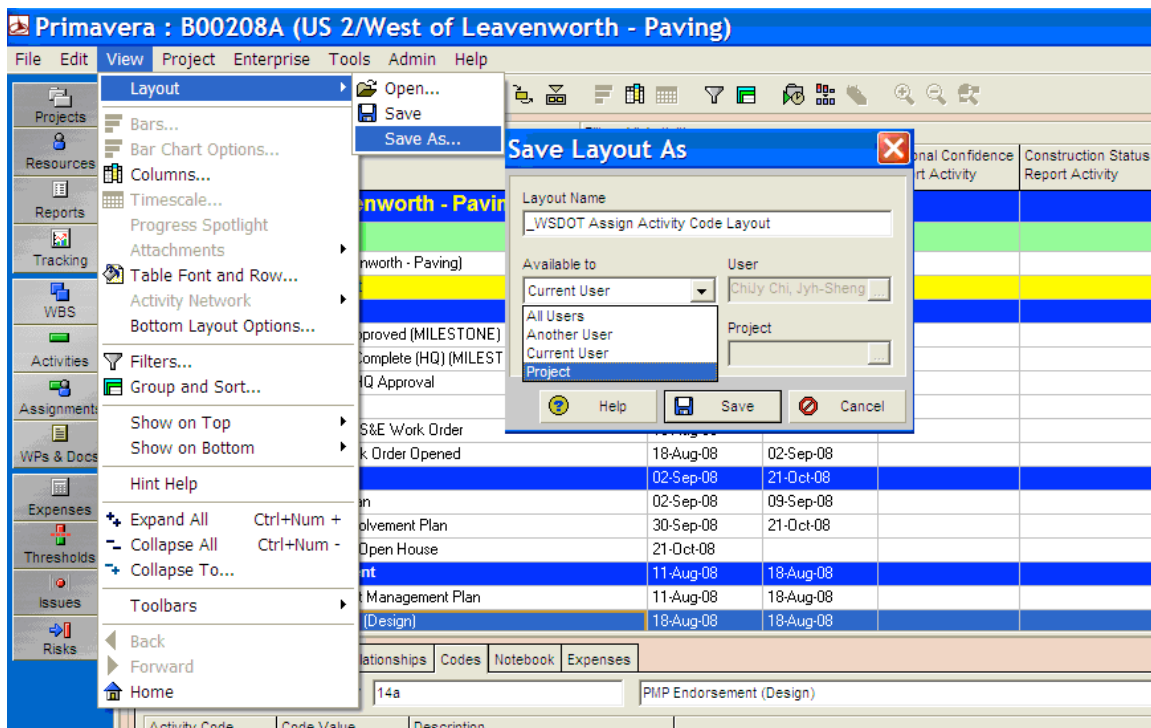 Primavera : B00208A (US 2/West of Leavenworth - Paving)
File Edit View Project Enterprise Tools Admin Help
Projects
Resources
Reports
Tracking
WBS
Activities
Assignments
WPs & Docs
Expenses
Thresholds
Issues
Risks
Layout
Bars...
Bar Chart Options...
Columns...
Timescale...
Progress Spotlight
Attachments
Table Font and Row...
Activity Network
Bottom Layout Options...
Filters...
Group and Sort...
Show on Top
Show on Bottom
Hint Help
Expand All Ctrl+Num +
Collapse All Ctrl+Num -
Collapse To...
Toolbars
Back
Forward
Home
Open...
Save
Save As...
Save Layout As
Layout Name
_WSDOT Assign Activity Code Layout
Available to
User
Current User
ChiJy Chi, Jyh-Sheng ...
All Users
Another User
Current User
Project
Project
...
Help Save Cancel
onal Confidence
rt Activity
Construction Status
Report Activity
enworth - Pavin
nworth - Paving)
pproved (MILESTONE)
Complete (HQ) (MILEST
HQ Approval
S&E Work Order
k Order Opened 18-Aug-08 02-Sep-08
02-Sep-08 21-Oct-08
an 02-Sep-08 09-Sep-08
olvement Plan 30-Sep-08 21-Oct-08
Open House 21-Oct-08
nt 11-Aug-08 18-Aug-08
t Management Plan 11-Aug-08 18-Aug-08
(Design) 18-Aug-08 18-Aug-08
lationships Codes Notebook Expenses
14a PMP Endorsement (Design)
Activity Code Code Value Description